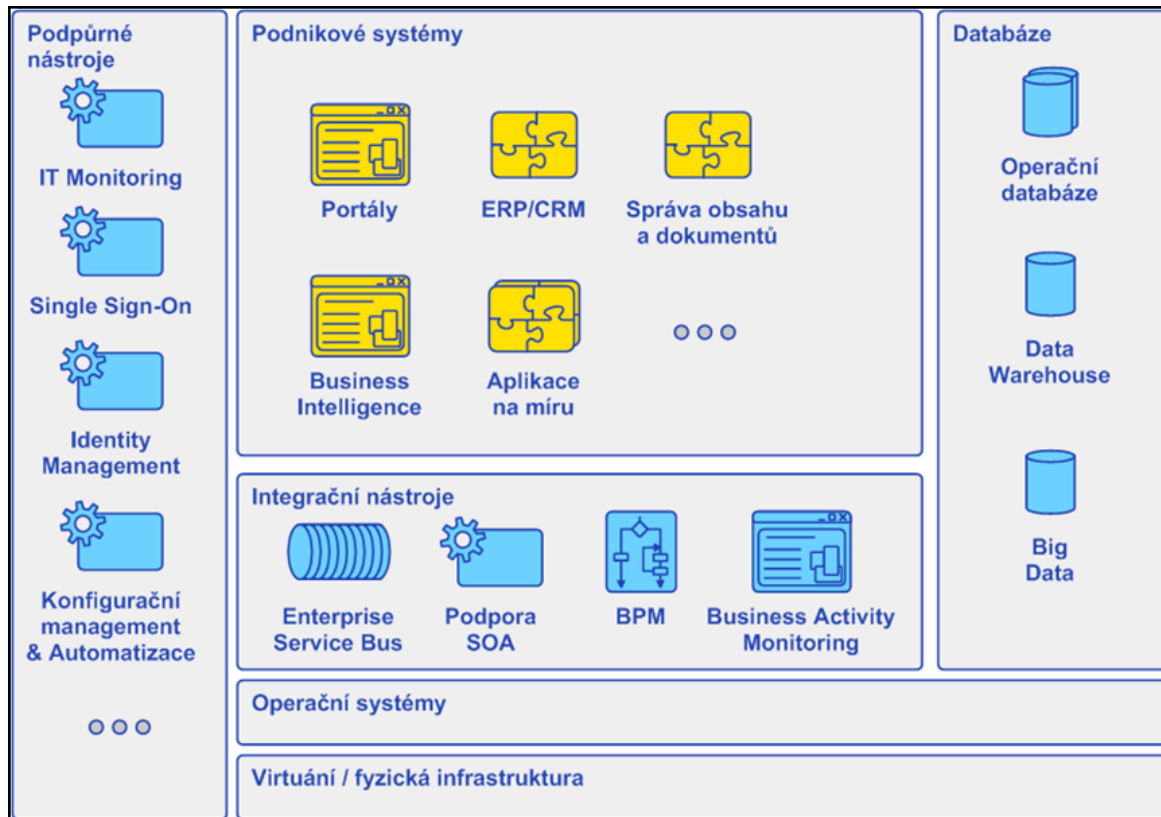 Podpůrné
nástroje
IT Monitoring
Single Sign-On
Identity
Management
Konfigurační
management
& Automatizace
Podnikové systémy
Portály
ERP/CRM
Správa obsahu
a dokumentů
Business
Intelligence
Aplikace
na míru
Integrační nástroje
Enterprise
Service Bus
Podpora
SOA
BPM
Business Activity
Monitoring
Databáze
Operační
databáze
Data
Warehouse
Big
Data
Operační systémy
Virtuání / fyzická infrastruktura